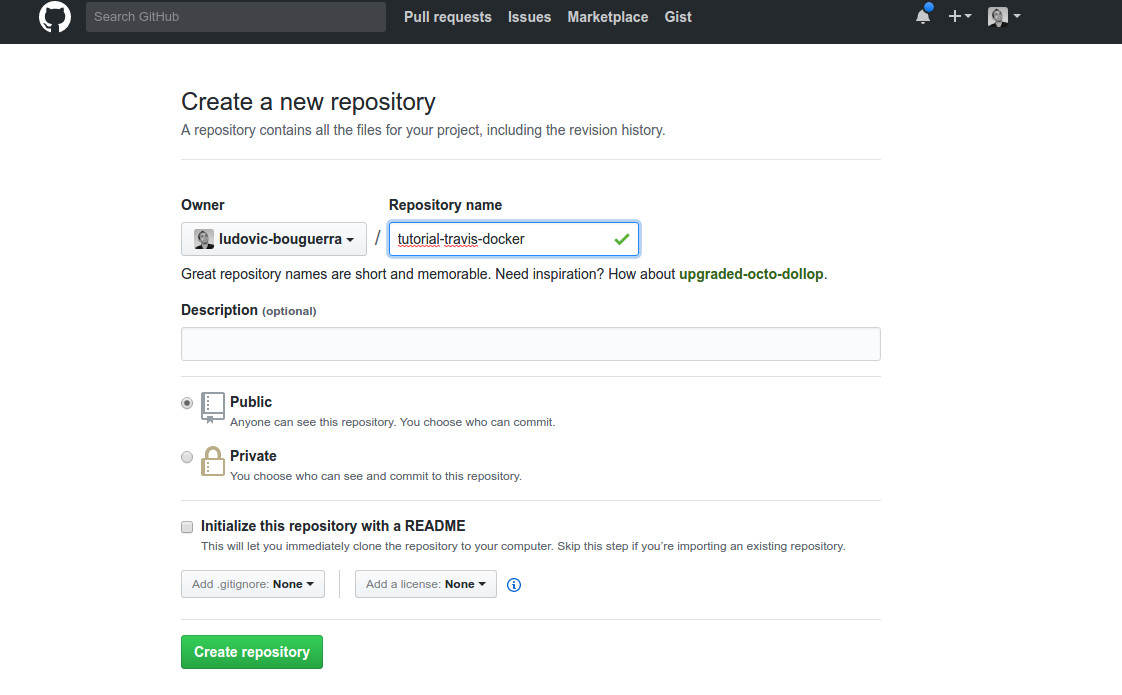 Search GitHub Pull requests Issues Marketplace Gist
Create a new repository
A repository contains all the files for your project, including the revision history.
Owner Repository name
ludovic-bouguerra / tutorial-travis-docker
Great repository names are short and memorable. Need inspiration? How about upgraded-octo-dollop.
Description (optional)
Public
Anyone can see this repository. You choose who can commit.
Private
You choose who can see and commit to this repository.
Initialize this repository with a README
This will let you immediately clone the repository to your computer. Skip this step if you’re importing an existing repository.
Add .gitignore: None Add a license: None
Create repository